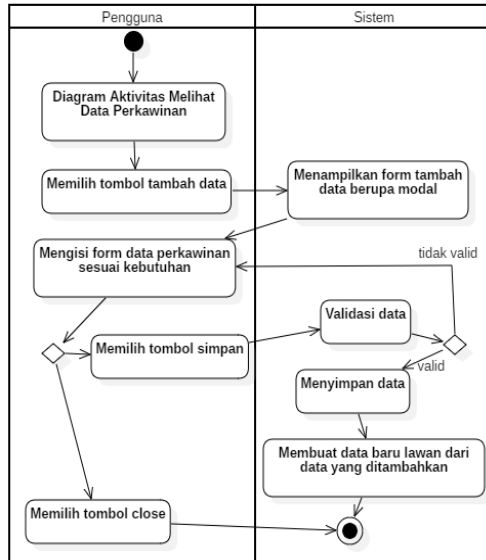 Pengguna
Sistem
Diagram Aktivitas Melihat
Data Perkawinan
Memilih tombol tambah data
Menampilkan form tambah
data berupa modal
Mengisi form data perkawinan
sesuai kebutuhan
tidak valid
Validasi data
Memilih tombol simpan
valid
Menyimpan data
Membuat data baru lawan dari
data yang ditambahkan
Memilih tombol close